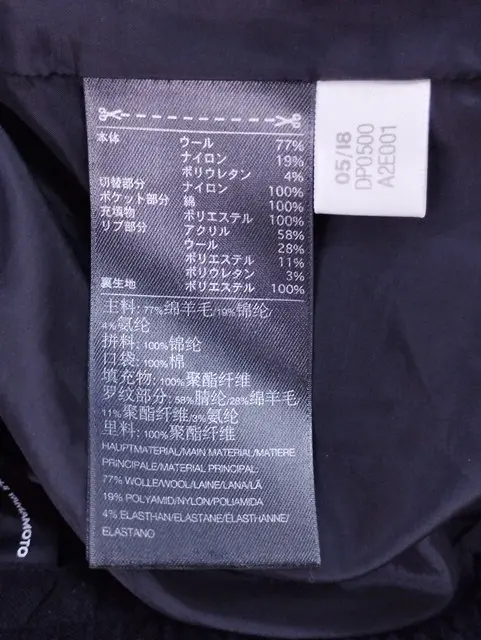 本体 ウール 77%
ナイロン 19%
ポリウレタン 4%
切替部分 ナイロン 100%
ポケット部分 綿 100%
充填物 ポリエステル 100%
リブ部分 アクリル 58%
ウール 28%
ポリエステル 11%
ポリウレタン 3%
裏生地 ポリエステル 100%
主料: 77%绵羊毛/19%锦纶/
4%氨纶
拼料: 100%锦纶
口袋: 100%棉
填充物: 100%聚酯纤维
罗纹部分: 58%腈纶/28%绵羊毛/
11%聚酯纤维/3%氨纶
里料: 100%聚酯纤维
HAUPTMATERIAL/MAIN MATERIAL/MATIERE
PRINCIPALE/MATERIAL PRINCIPAL:
77% WOLLE/WOOL/LAINE/LANA/LÃ
19% POLYAMID/NYLON/POLIAMIDA
4% ELASTHAN/ELASTANE/ÉLASTHANNE/
ELASTANO
05/18
DP0500
A2E001
YAMAMOTO